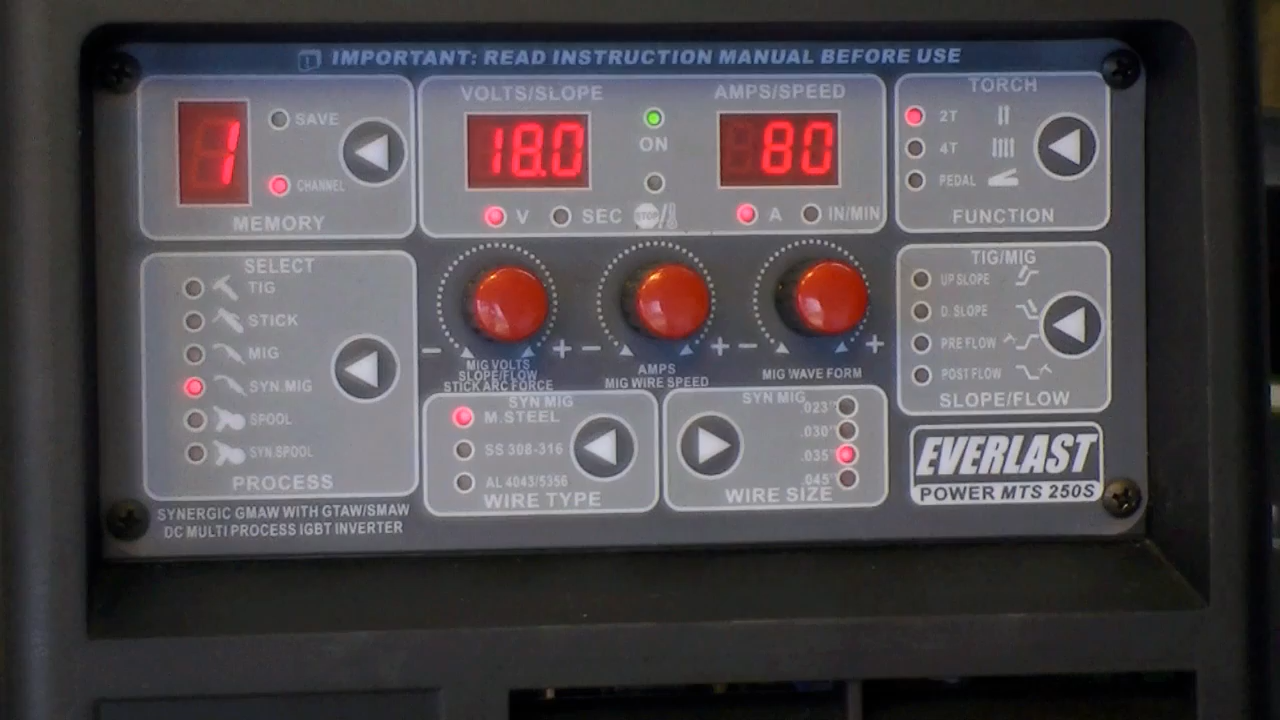 IMPORTANT: READ INSTRUCTION MANUAL BEFORE USE
1
SAVE
CHANNEL
MEMORY
VOLTS/SLOPE
AMPS/SPEED
18.0
ON
80
V
SEC
STOP
A
IN/MIN
TORCH
2T
4T
PEDAL
FUNCTION
SELECT
TIG
STICK
MIG
SYN.MIG
SPOOL
SYN.SPOOL
PROCESS
− + − + − +
MIG VOLTS
SLOPE/FLOW
STICK ARC FORCE
AMPS
MIG WIRE SPEED
MIG WAVE FORM
TIG/MIG
UP SLOPE
D. SLOPE
PRE FLOW
POST FLOW
SLOPE/FLOW
SYN MIG
M.STEEL
SS 308-316
AL 4043/5356
WIRE TYPE
SYN MIG
.023"
.030"
.035"
.045"
WIRE SIZE
EVERLAST
POWER MTS 250S
SYNERGIC GMAW WITH GTAW/SMAW
DC MULTI PROCESS IGBT INVERTER